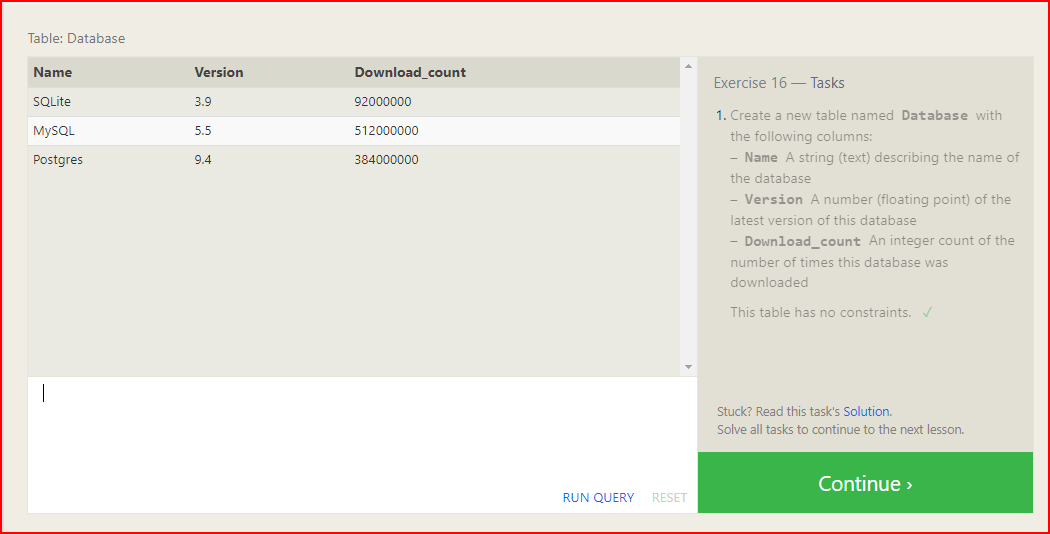 Table: Database
Name Version Download_count
SQLite 3.9 92000000
MySQL 5.5 512000000
Postgres 9.4 384000000
RUN QUERY RESET
Exercise 16 — Tasks
1. Create a new table named Database with
the following columns:
– Name A string (text) describing the name of
the database
– Version A number (floating point) of the
latest version of this database
– Download_count An integer count of the
number of times this database was
downloaded
This table has no constraints. ✓
Stuck? Read this task's Solution.
Solve all tasks to continue to the next lesson.
Continue ›